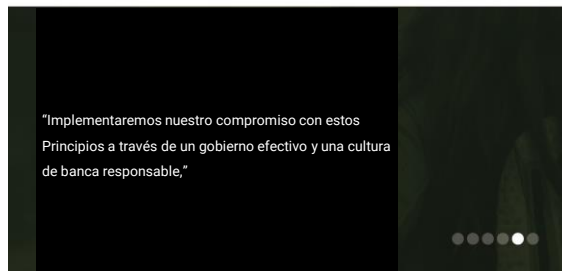 “Implementaremos nuestro compromiso con estos
Principios a través de un gobierno efectivo y una cultura
de banca responsable,”